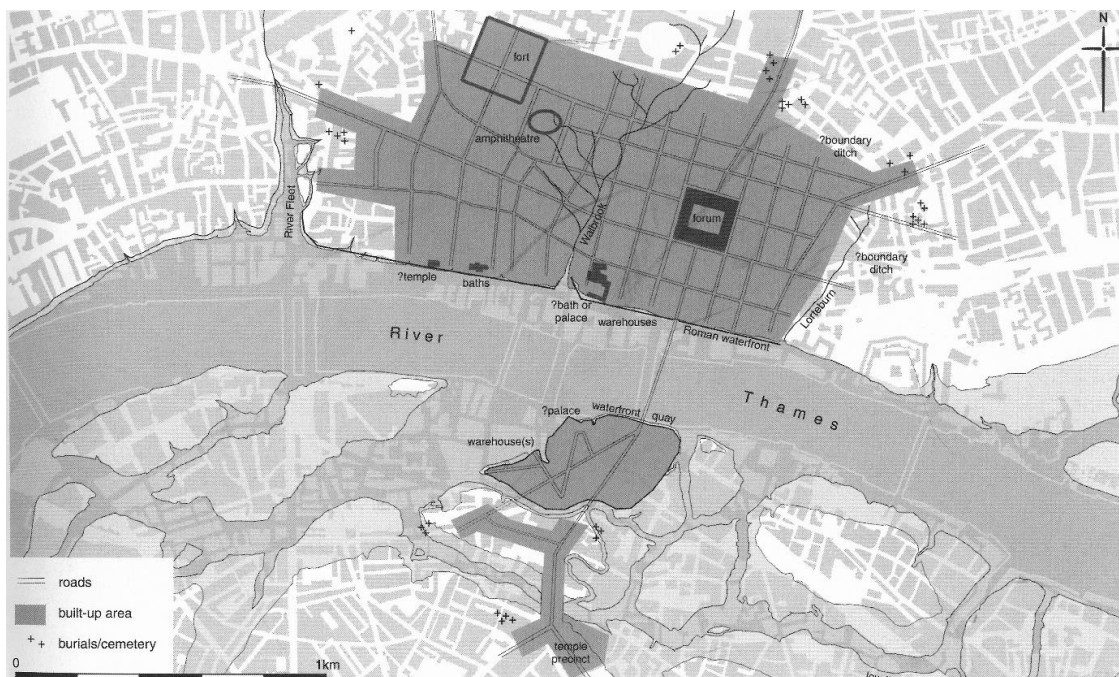 N
fort
amphitheatre
?boundary
ditch
River Fleet
Walbrook
forum
?temple
baths
?boundary
ditch
Lorteburn
?bath or
palace
warehouses
Roman waterfront
River
Thames
?palace
waterfront
quay
warehouse(s)
roads
built-up area
burials/cemetery
temple
precinct
0
1km